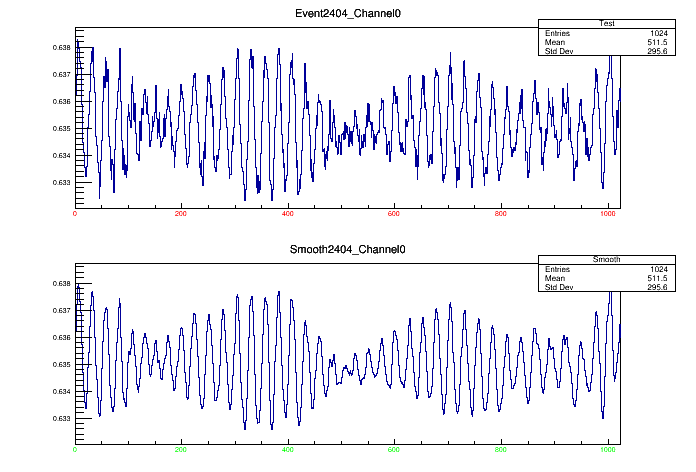 Event2404_Channel0
Test
Entries 1024
Mean 511.5
Std Dev 295.6
0.638
0.637
0.636
0.635
0.634
0.633
0 200 400 600 800 1000
Smooth2404_Channel0
Smooth
Entries 1024
Mean 511.5
Std Dev 295.6
0.638
0.637
0.636
0.635
0.634
0.633
0 200 400 600 800 1000